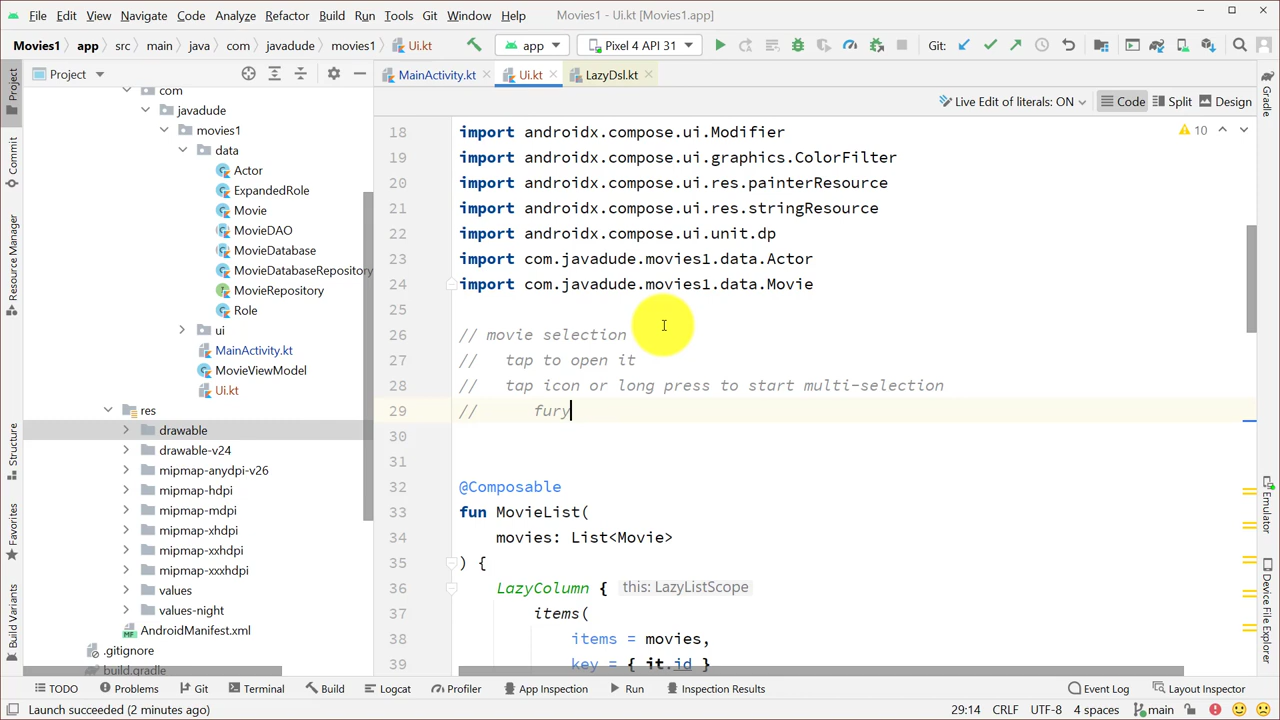 File Edit View Navigate Code Analyze Refactor Build Run Tools Git Window Help Movies1 - Ui.kt [Movies1.app]
Movies1 app src main java com javadude movies1 Ui.kt app Pixel 4 API 31 Git:
Project MainActivity.kt Ui.kt LazyDsl.kt
Live Edit of literals: ON Code Split Design
10
com
javadude
movies1
data
Actor
ExpandedRole
Movie
MovieDAO
MovieDatabase
MovieDatabaseRepository
MovieRepository
Role
ui
MainActivity.kt
MovieViewModel
Ui.kt
res
drawable
drawable-v24
mipmap-anydpi-v26
mipmap-hdpi
mipmap-mdpi
mipmap-xhdpi
mipmap-xxhdpi
mipmap-xxxhdpi
values
values-night
AndroidManifest.xml
.gitignore
build.gradle
18 import androidx.compose.ui.Modifier
19 import androidx.compose.ui.graphics.ColorFilter
20 import androidx.compose.ui.res.painterResource
21 import androidx.compose.ui.res.stringResource
22 import androidx.compose.ui.unit.dp
23 import com.javadude.movies1.data.Actor
24 import com.javadude.movies1.data.Movie
25
26 // movie selection
27 //   tap to open it
28 //   tap icon or long press to start multi-selection
29 //      fury
30
31
32 @Composable
33 fun MovieList(
34     movies: List<Movie>
35 ) {
36     LazyColumn { this: LazyListScope
37         items(
38             items = movies,
39             key = { it.id }
Project
Commit
Resource Manager
Structure
Favorites
Build Variants
Gradle
Emulator
Device File Explorer
TODO Problems Git Terminal Build Logcat Profiler App Inspection Run Inspection Results Event Log Layout Inspector
Launch succeeded (2 minutes ago) 29:14 CRLF UTF-8 4 spaces main